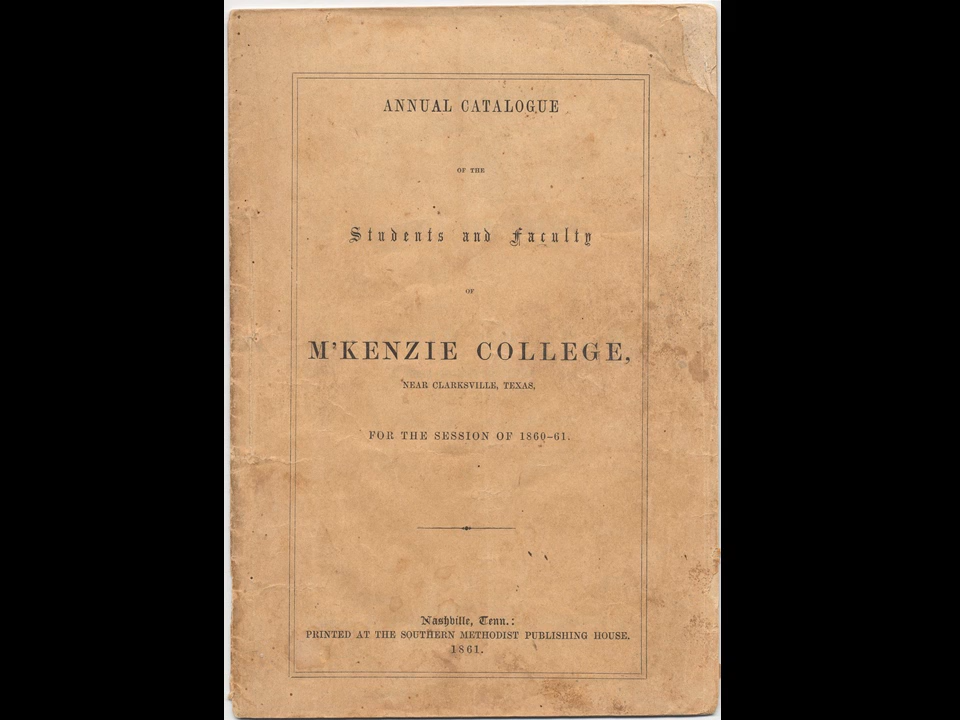 ANNUAL CATALOGUE
OF THE
Students and Faculty
OF
M'KENZIE COLLEGE,
NEAR CLARKSVILLE, TEXAS,
FOR THE SESSION OF 1860-61.
Nashville, Tenn.:
PRINTED AT THE SOUTHERN METHODIST PUBLISHING HOUSE.
1861.